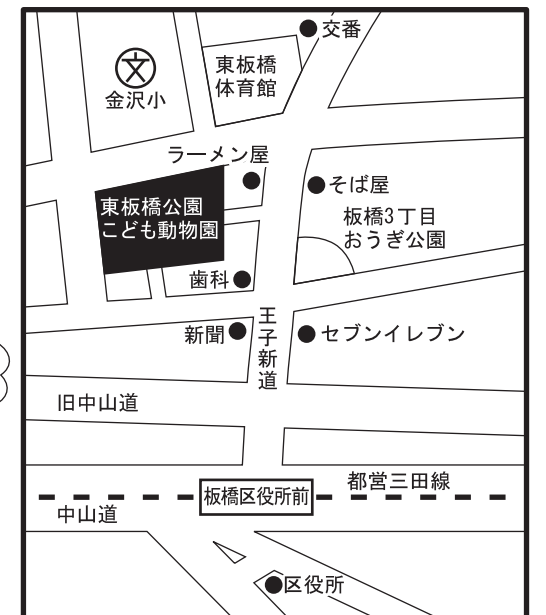 交番
東板橋
体育館
文
金沢小
ラーメン屋
そば屋
東板橋公園
こども動物園
板橋3丁目
おうぎ公園
歯科
王子新道
新聞
セブンイレブン
旧中山道
都営三田線
板橋区役所前
中山道
区役所